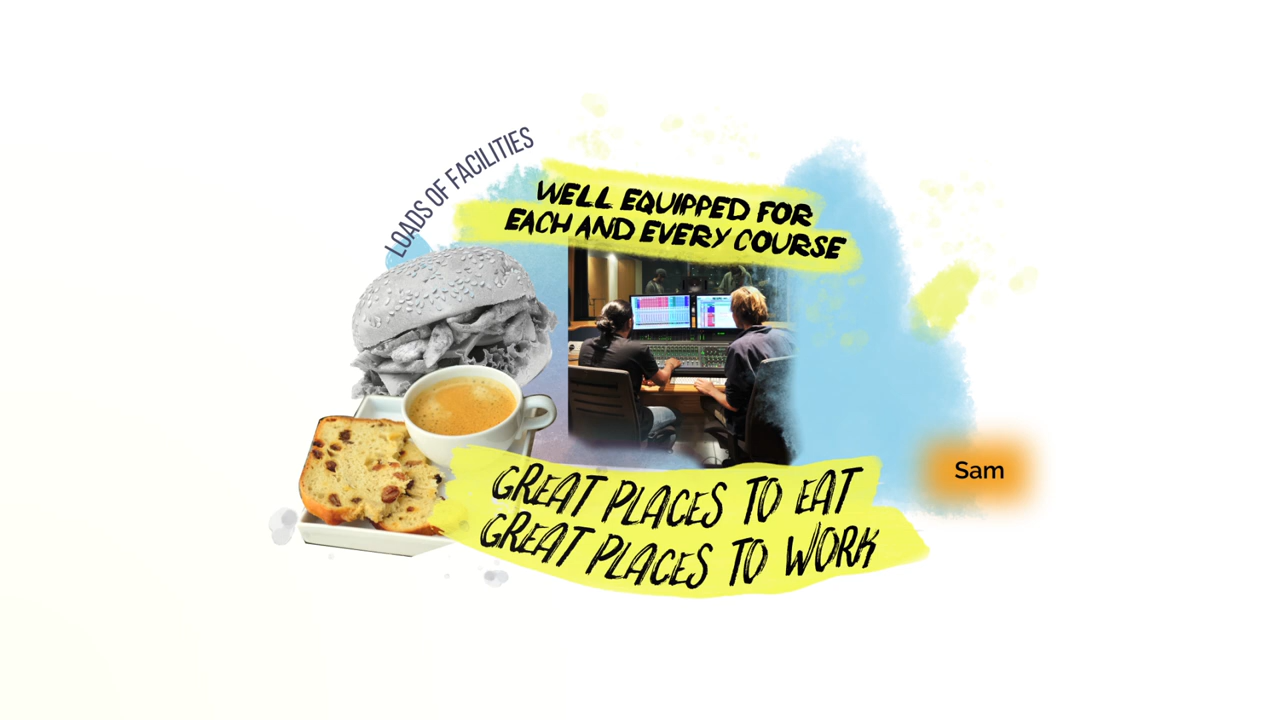 LOADS OF FACILITIES
WELL EQUIPPED FOR
EACH AND EVERY COURSE
Sam
GREAT PLACES TO EAT
GREAT PLACES TO WORK